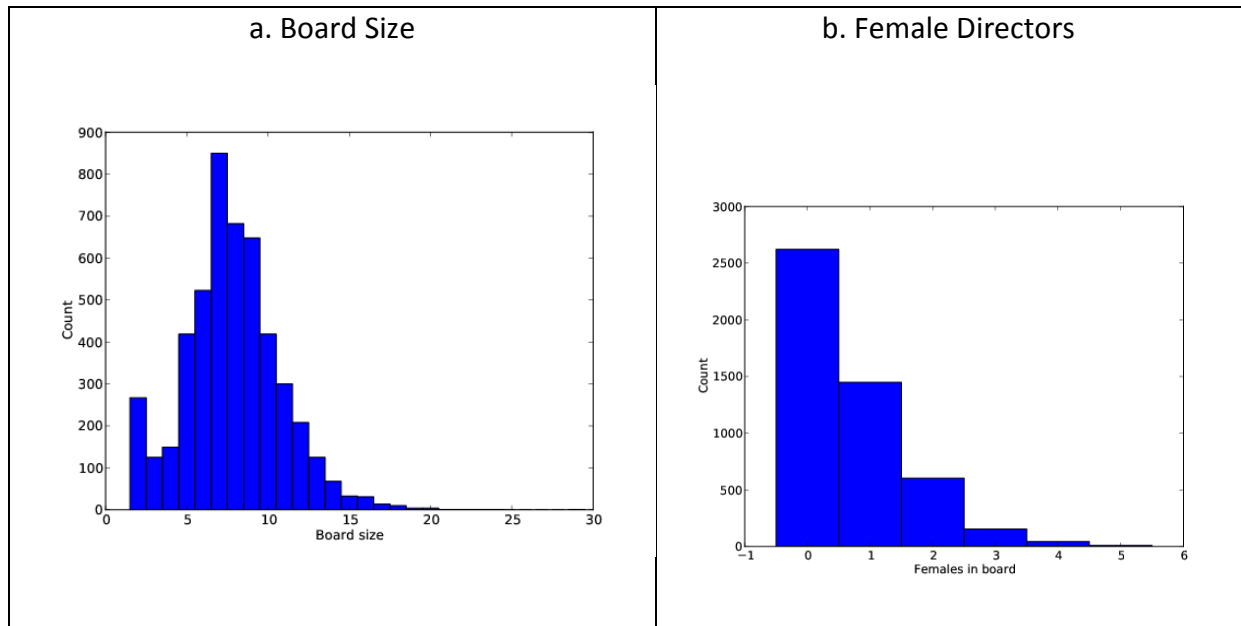 a. Board Size
900
800
700
600
500
400
300
200
100
0
Count
0 5 10 15 20 25 30
Board size
b. Female Directors
3000
2500
2000
1500
1000
500
0
Count
−1 0 1 2 3 4 5 6
Females in board